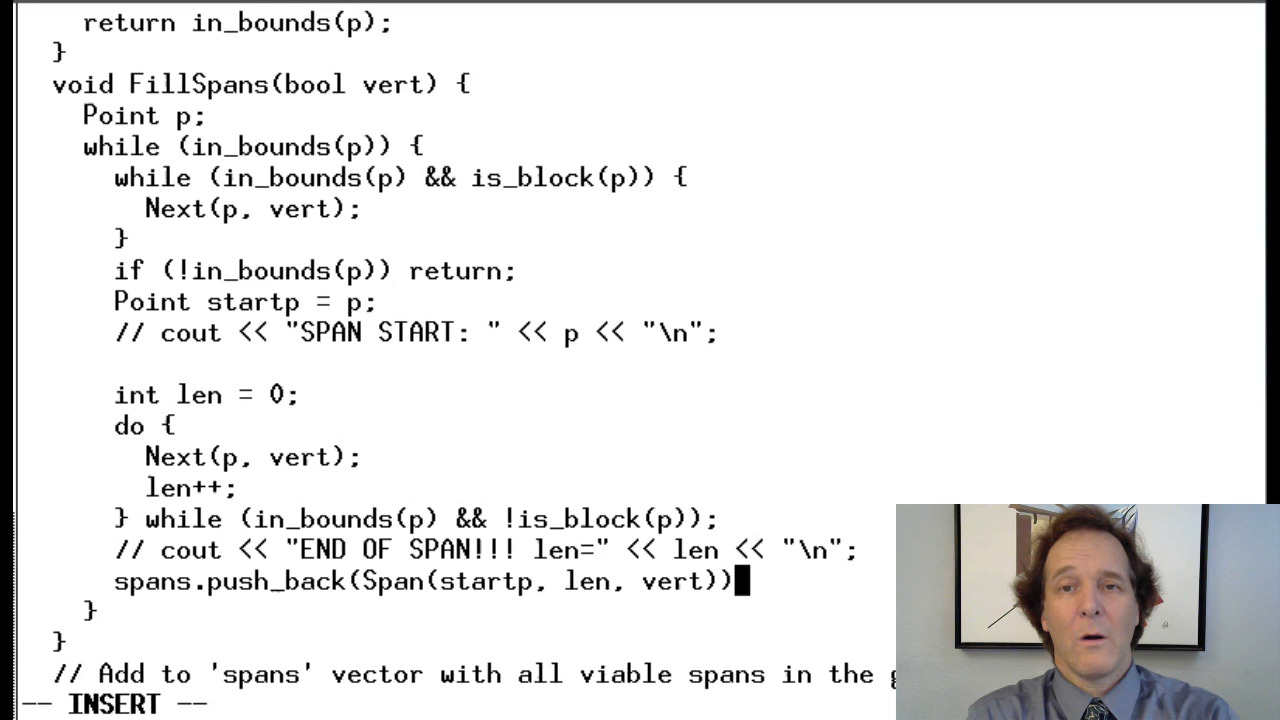 return in_bounds(p);
}
void FillSpans(bool vert) {
Point p;
while (in_bounds(p)) {
while (in_bounds(p) && is_block(p)) {
Next(p, vert);
}
if (!in_bounds(p)) return;
Point startp = p;
// cout << "SPAN START: " << p << "\n";
int len = 0;
do {
Next(p, vert);
len++;
} while (in_bounds(p) && !is_block(p));
// cout << "END OF SPAN!!! len=" << len << "\n";
spans.push_back(Span(startp, len, vert))
}
}
// Add to 'spans' vector with all viable spans in the
-- INSERT --